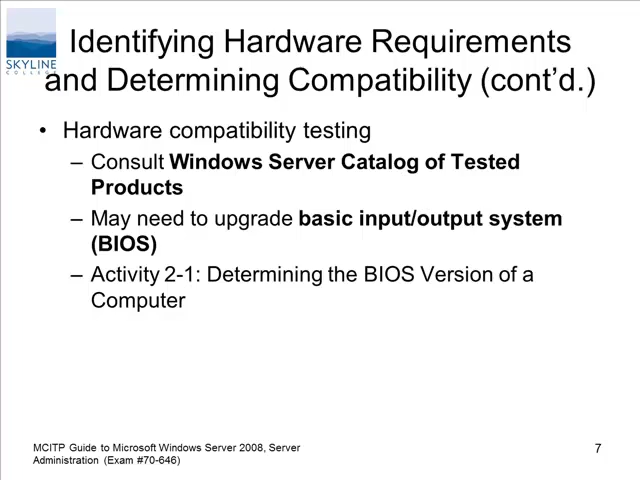 SKYLINE
COLLEGE
Identifying Hardware Requirements
and Determining Compatibility (cont’d.)
• Hardware compatibility testing
– Consult Windows Server Catalog of Tested
Products
– May need to upgrade basic input/output system
(BIOS)
– Activity 2-1: Determining the BIOS Version of a
Computer
MCITP Guide to Microsoft Windows Server 2008, Server
Administration (Exam #70-646)
7